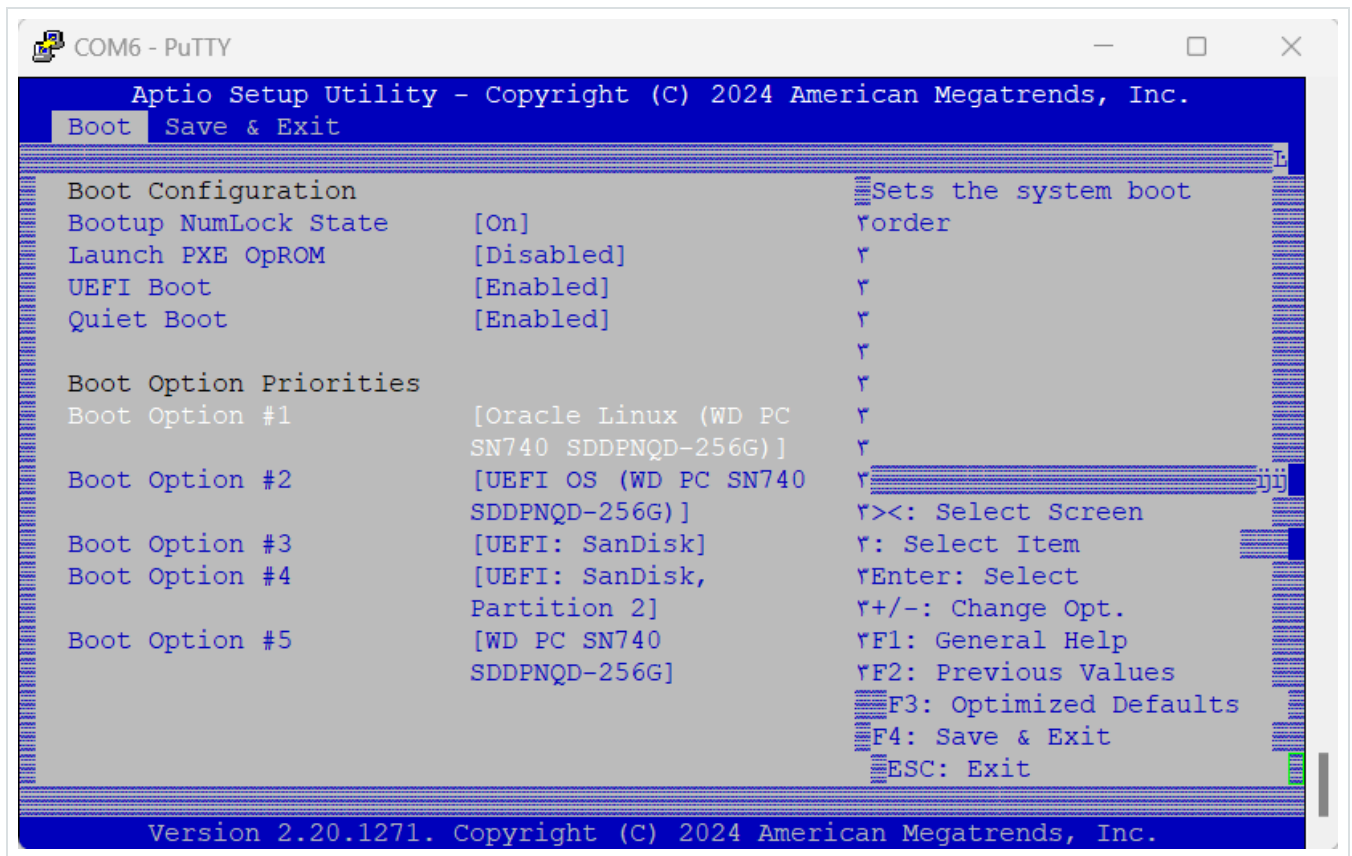 COM6 - PuTTY
Aptio Setup Utility - Copyright (C) 2024 American Megatrends, Inc.
Boot Save & Exit
Boot Configuration Sets the system boot
Bootup NumLock State [On] order
Launch PXE OpROM [Disabled]
UEFI Boot [Enabled]
Quiet Boot [Enabled]
Boot Option Priorities
Boot Option #1 [Oracle Linux (WD PC
SN740 SDDPNQD-256G)]
Boot Option #2 [UEFI OS (WD PC SN740
SDDPNQD-256G)] ><: Select Screen
Boot Option #3 [UEFI: SanDisk] : Select Item
Boot Option #4 [UEFI: SanDisk, Enter: Select
Partition 2] +/-: Change Opt.
Boot Option #5 [WD PC SN740 F1: General Help
SDDPNQD-256G] F2: Previous Values
F3: Optimized Defaults
F4: Save & Exit
ESC: Exit
Version 2.20.1271. Copyright (C) 2024 American Megatrends, Inc.